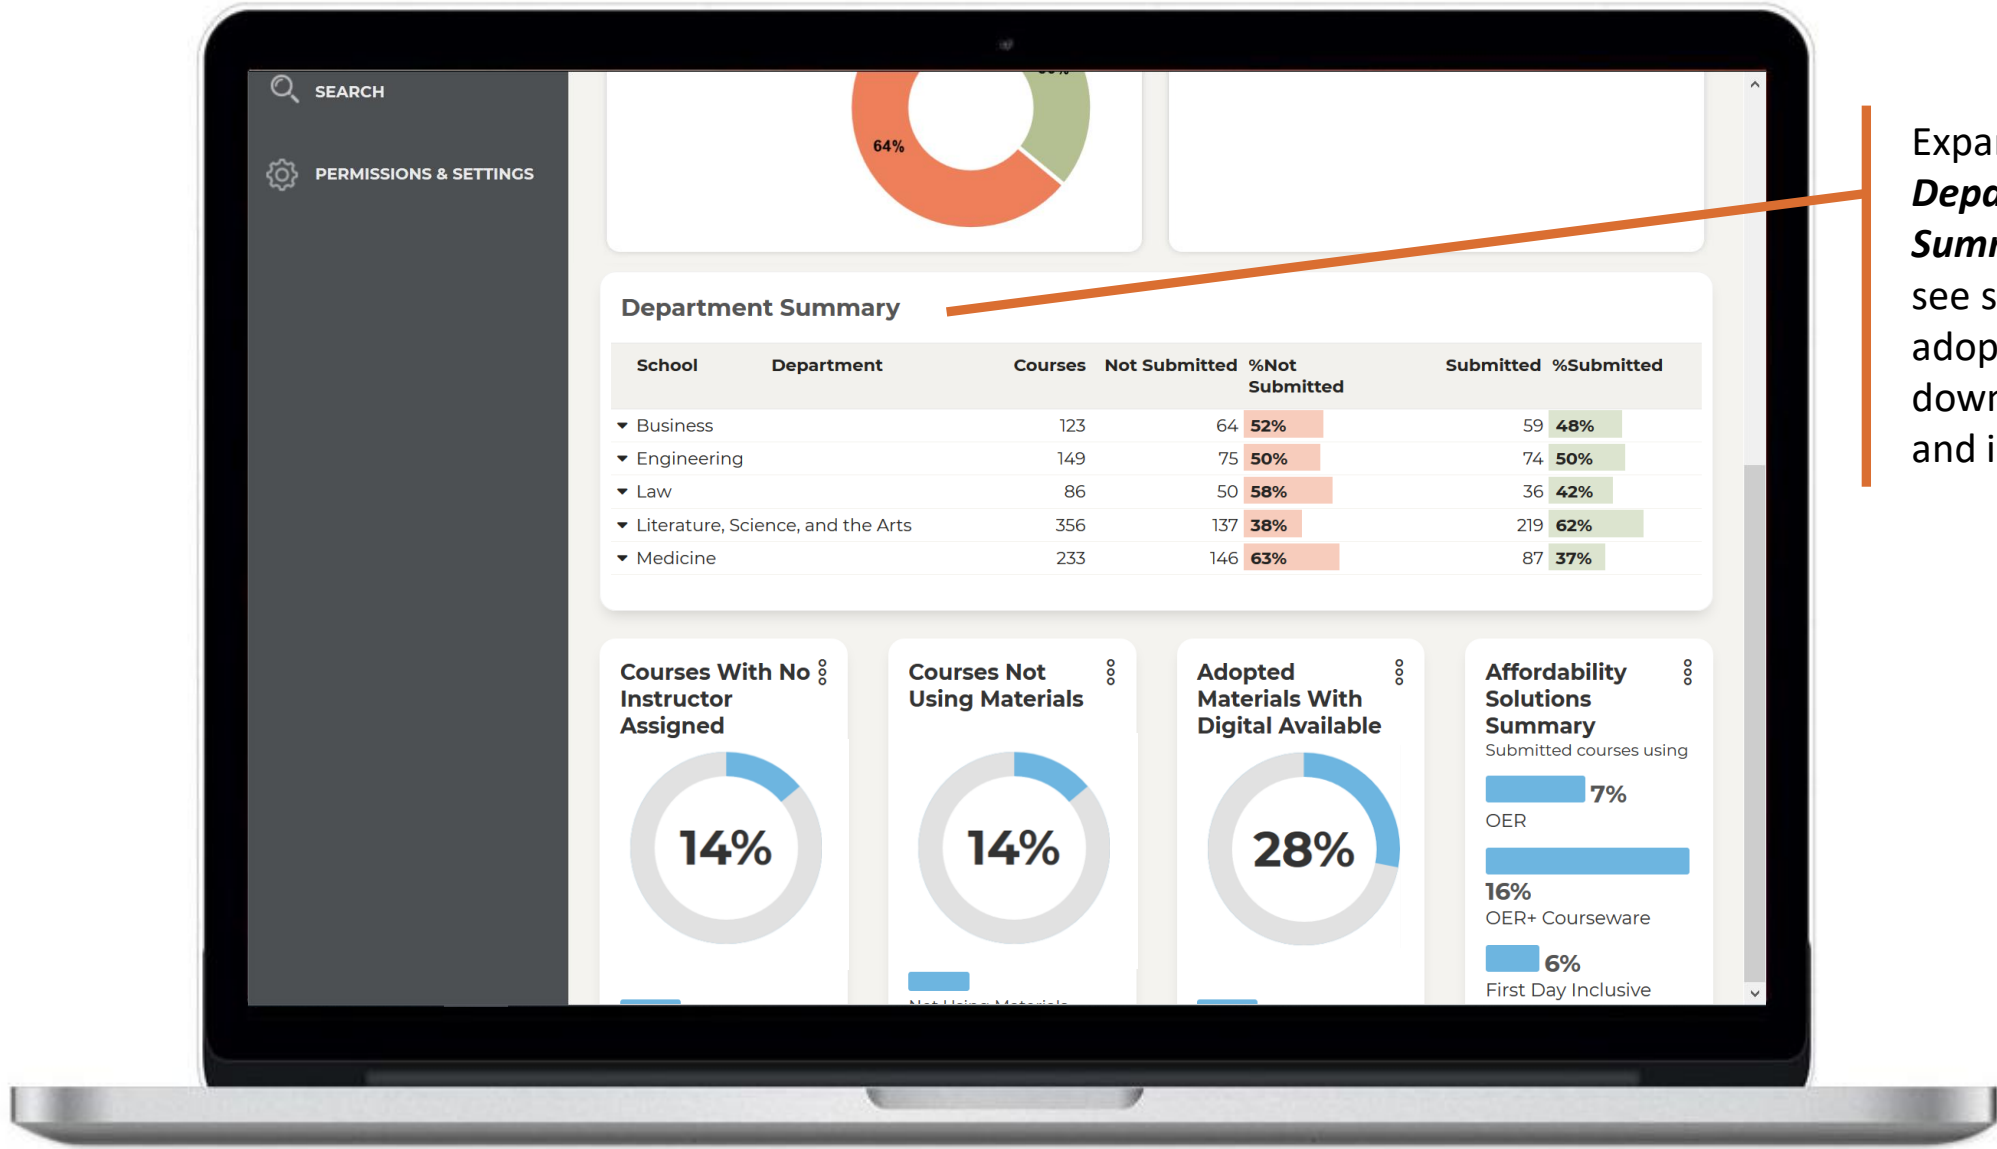 SEARCH
PERMISSIONS & SETTINGS
64%
Department Summary
School Department Courses Not Submitted %Not Submitted Submitted %Submitted
Business 123 64 52% 59 48%
Engineering 149 75 50% 74 50%
Law 86 50 58% 36 42%
Literature, Science, and the Arts 356 137 38% 219 62%
Medicine 233 146 63% 87 37%
Courses With No
Instructor
Assigned
14%
Courses Not
Using Materials
14%
Not Using Materials
Adopted
Materials With
Digital Available
28%
Affordability
Solutions
Summary
Submitted courses using
7%
OER
16%
OER+ Courseware
6%
First Day Inclusive
see
and